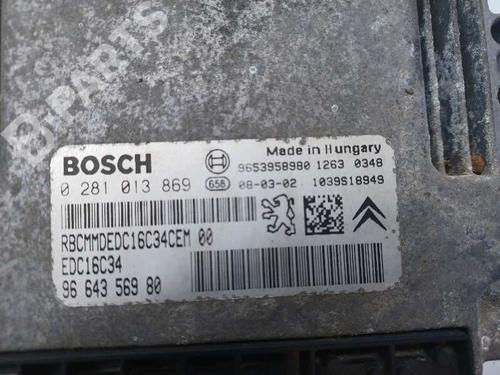 B-PARTS
Made in Hungary
BOSCH
9653958980 1263 0348
0 281 013 869 658 08-03-02 1039S18949
RBCMMDEDC16C34CEM 00
EDC16C34
96 643 569 80